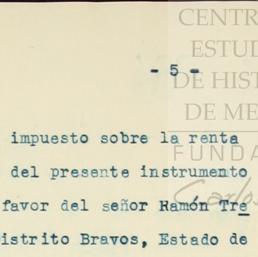 CENTR
ESTUD
- 5 -
DE HIST
DE ME
impuesto sobre la renta
FUNDA
del presente instrumento
Carlos
favor del señor Ramón Tre
istrito Bravos, Estado de